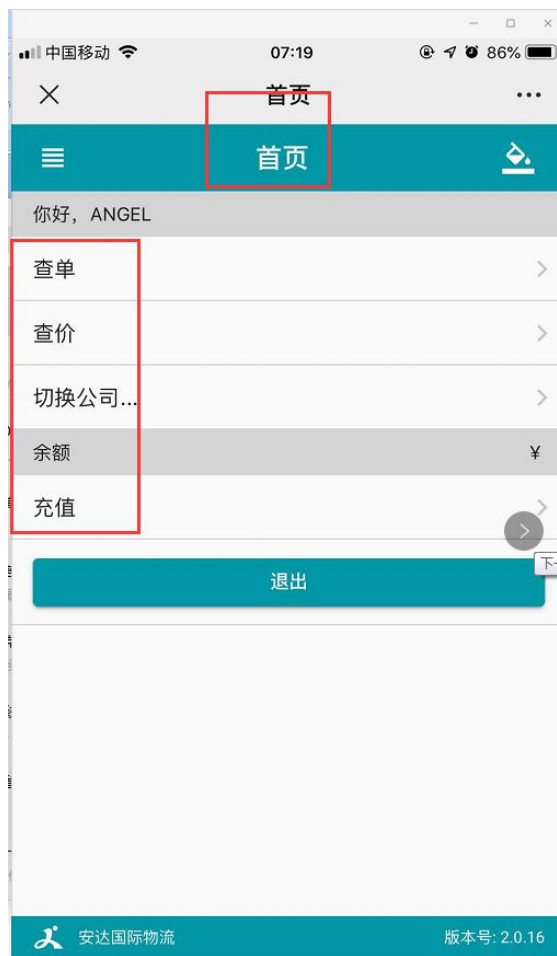 中国移动 07:19 86%
首页
首页
你好，ANGEL
查单
查价
切换公司...
余额 ¥
充值
下一
退出
安达国际物流 版本号: 2.0.16